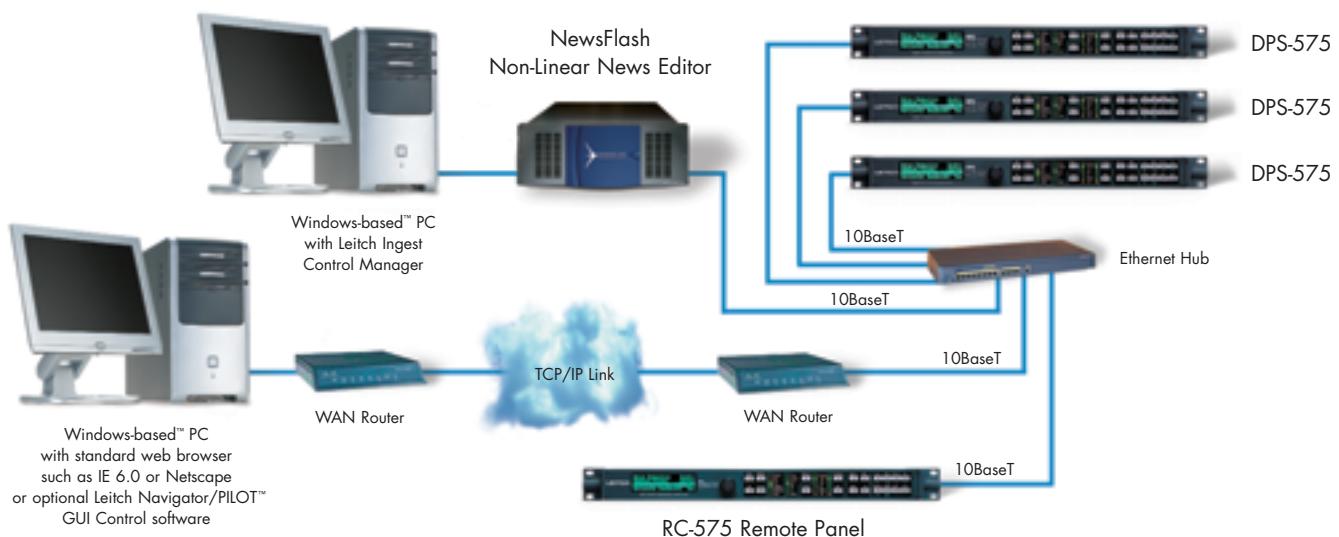 NewsFlash
Non-Linear News Editor
DPS-575
DPS-575
DPS-575
Windows-based™ PC
with Leitch Ingest
Control Manager
10BaseT
Ethernet Hub
10BaseT
10BaseT
TCP/IP Link
WAN Router
WAN Router
Windows-based™ PC
with standard web browser
such as IE 6.0 or Netscape
or optional Leitch Navigator/PILOT™
GUI Control software
10BaseT
RC-575 Remote Panel